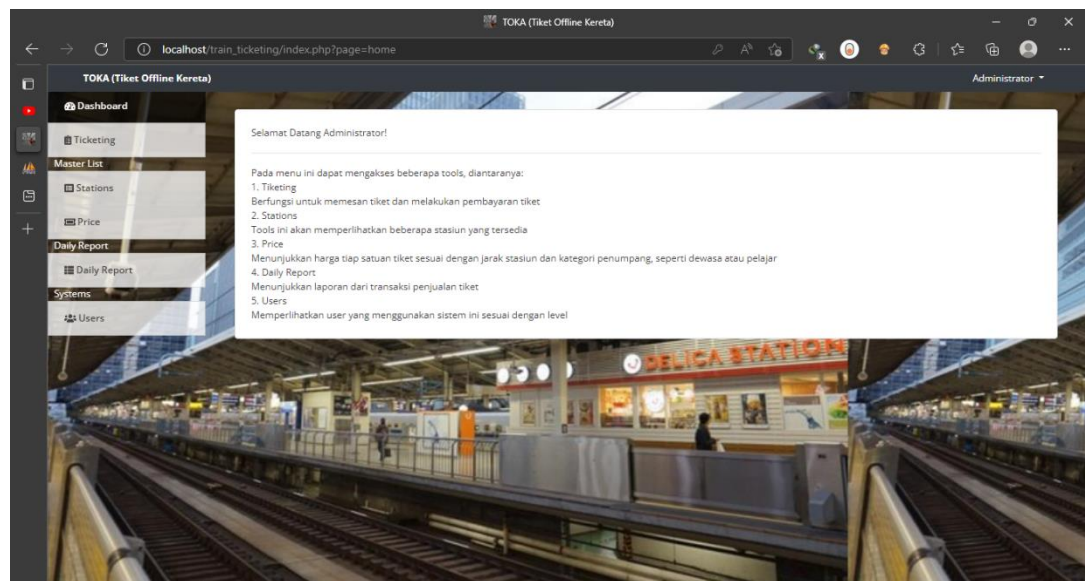 TOKA (Tiket Offline Kereta)
localhost/train_ticketing/index.php?page=home
TOKA (Tiket Offline Kereta)
Administrator
Dashboard
Ticketing
Master List
Stations
Price
Daily Report
Daily Report
Systems
Users
Selamat Datang Administrator!
Pada menu ini dapat mengakses beberapa tools, diantaranya:
1. Tiketing
Berfungsi untuk memesan tiket dan melakukan pembayaran tiket
2. Stations
Tools ini akan memperlihatkan beberapa stasiun yang tersedia
3. Price
Menunjukkan harga tiap satuan tiket sesuai dengan jarak stasiun dan kategori penumpang, seperti dewasa atau pelajar
4. Daily Report
Menunjukkan laporan dari transaksi penjualan tiket
5. Users
Memperlihatkan user yang menggunakan sistem ini sesuai dengan level
DELICA STATION